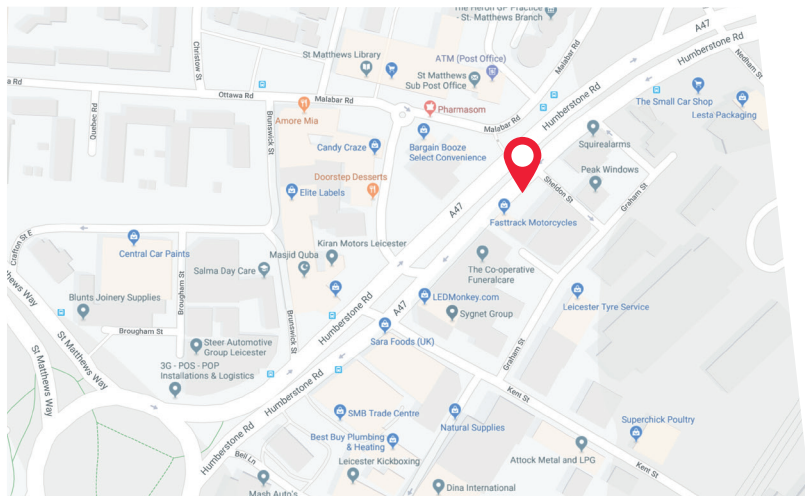 The Heron GP Practice
- St. Matthews Branch
A47
Humberstone Rd
Christow St
St Matthews Library
ATM (Post Office)
Malabar Rd
Nedham St
St Matthews
Sub Post Office
a Rd
Ottawa Rd
Malabar Rd
Pharmasom
Humberstone Rd
The Small Car Shop
Lesta Packaging
Amore Mia
Quebec Rd
Brunswick St
Malabar Rd
Candy Craze
Bargain Booze
Select Convenience
Squirealarms
Peak Windows
Doorstep Desserts
Sheldon St
Graham St
Elite Labels
A47
Fasttrack Motorcycles
Crafton St E
Central Car Paints
Kiran Motors Leicester
Masjid Quba
Salma Day Care
The Co-operative
Funeralcare
hews Way
Blunts Joinery Supplies
Brougham St
LEDMonkey.com
Leicester Tyre Service
A47
Sygnet Group
Humberstone Rd
Brougham St
Brunswick St
Sara Foods (UK)
St Matthews Way
St Matthews Way
Steer Automotive
Group Leicester
Graham St
3G - POS - POP
Installations & Logistics
Humberstone Rd
Kent St
SMB Trade Centre
Natural Supplies
Superchick Poultry
Humberstone Rd
Best Buy Plumbing
& Heating
Bell Ln
Leicester Kickboxing
Attock Metal and LPG
Kent St
Mash Auto's
Dina International